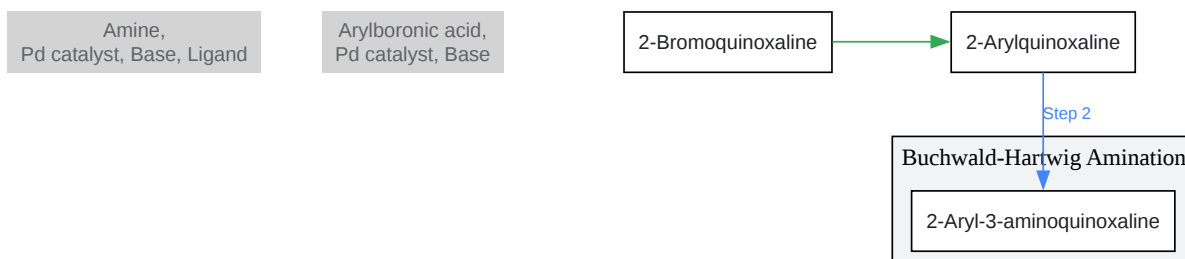 Amine,
Pd catalyst, Base, Ligand
Arylboronic acid,
Pd catalyst, Base
2-Bromoquinoxaline
2-Arylquinoxaline
Step 2
Buchwald-Hartwig Amination
2-Aryl-3-aminoquinoxaline